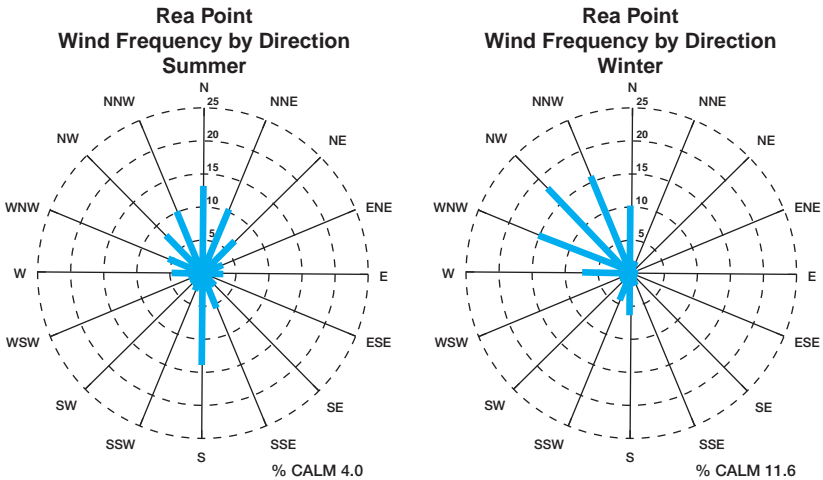 Rea Point
Wind Frequency by Direction
Summer
N
NNE
NE
ENE
E
ESE
SE
SSE
S
SSW
SW
WSW
W
WNW
NW
NNW
25
20
15
10
5
% CALM 4.0
Rea Point
Wind Frequency by Direction
Winter
N
NNE
NE
ENE
E
ESE
SE
SSE
S
SSW
SW
WSW
W
WNW
NW
NNW
25
20
15
10
5
% CALM 11.6